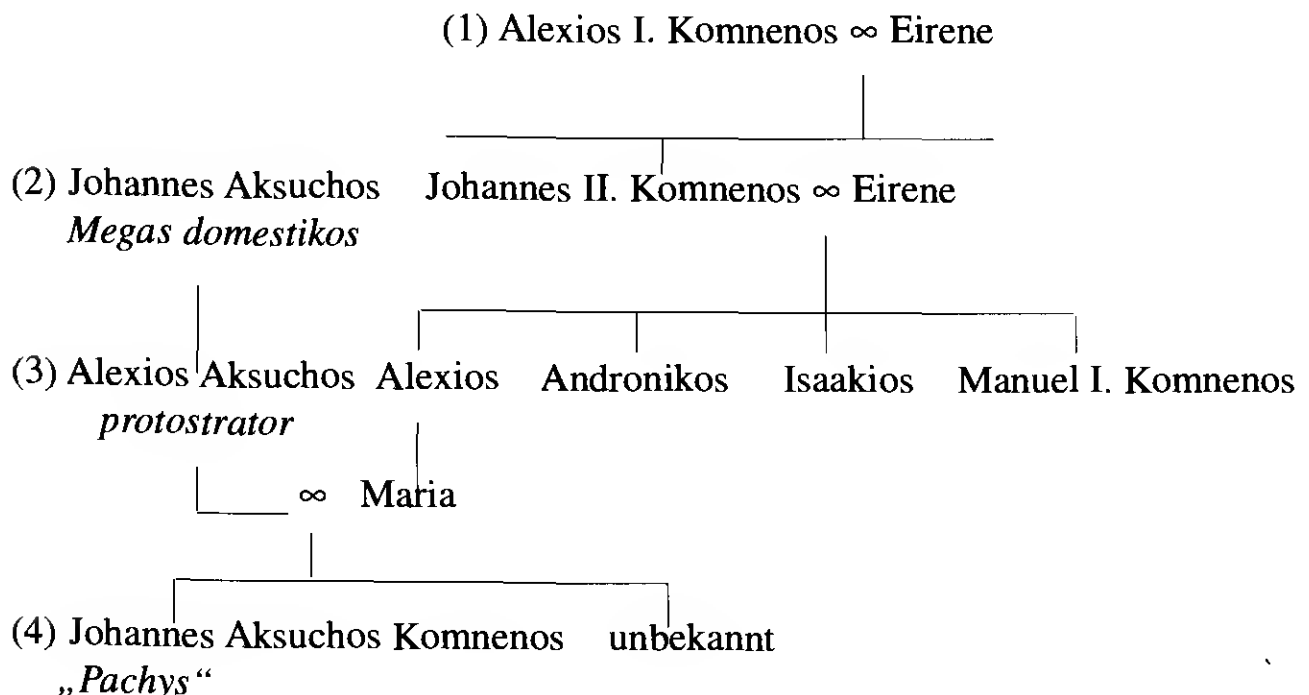 (1) Alexios I. Komnenos ∞ Eirene
(2) Johannes Aksuchos Johannes II. Komnenos ∞ Eirene
Megas domestikos
(3) Alexios Aksuchos Alexios Andronikos Isaakios Manuel I. Komnenos
protostrator
∞ Maria
(4) Johannes Aksuchos Komnenos unbekannt
„Pachys“